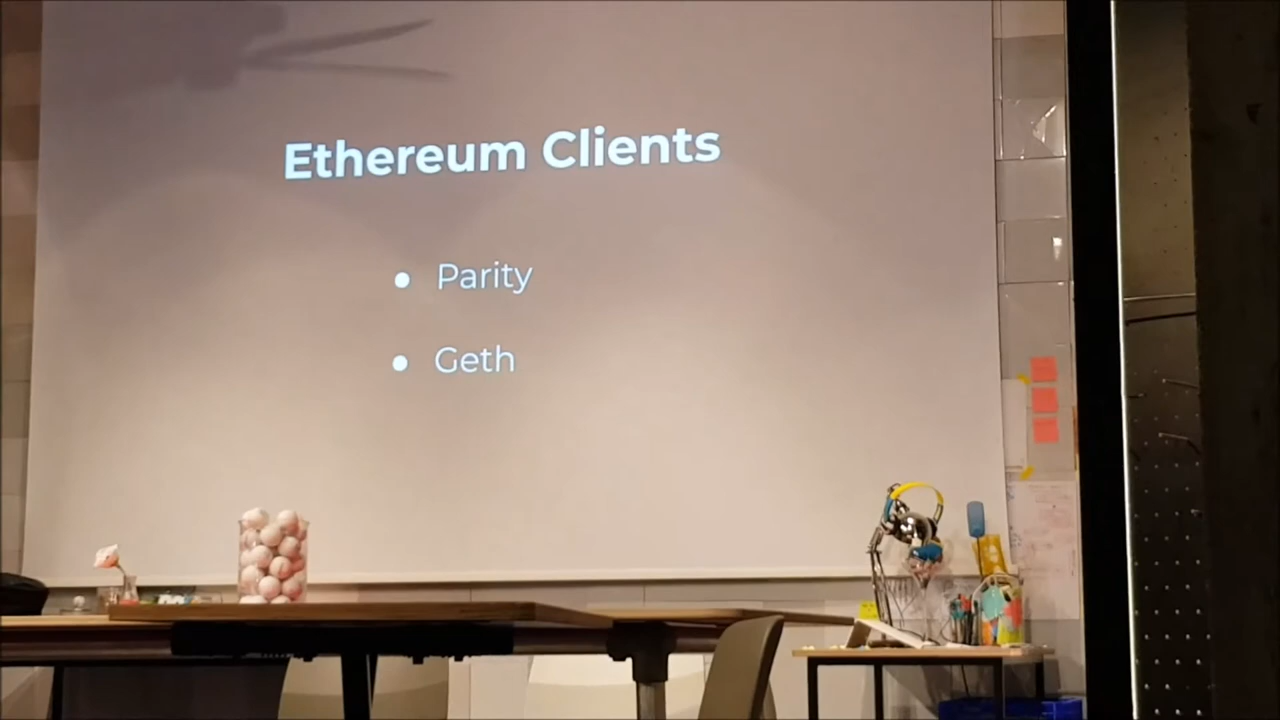 Ethereum Clients
● Parity
● Geth